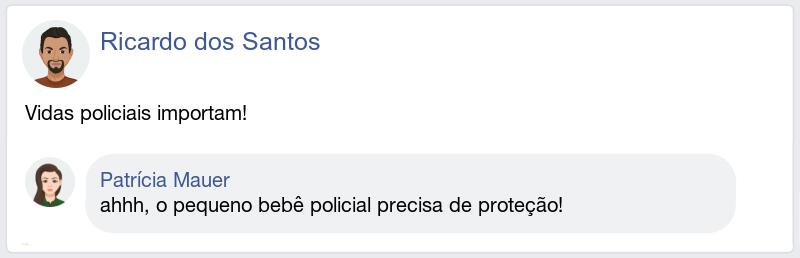 Ricardo dos Santos
Vidas policiais importam!
Patrícia Mauer
ahhh, o pequeno bebê policial precisa de proteção!